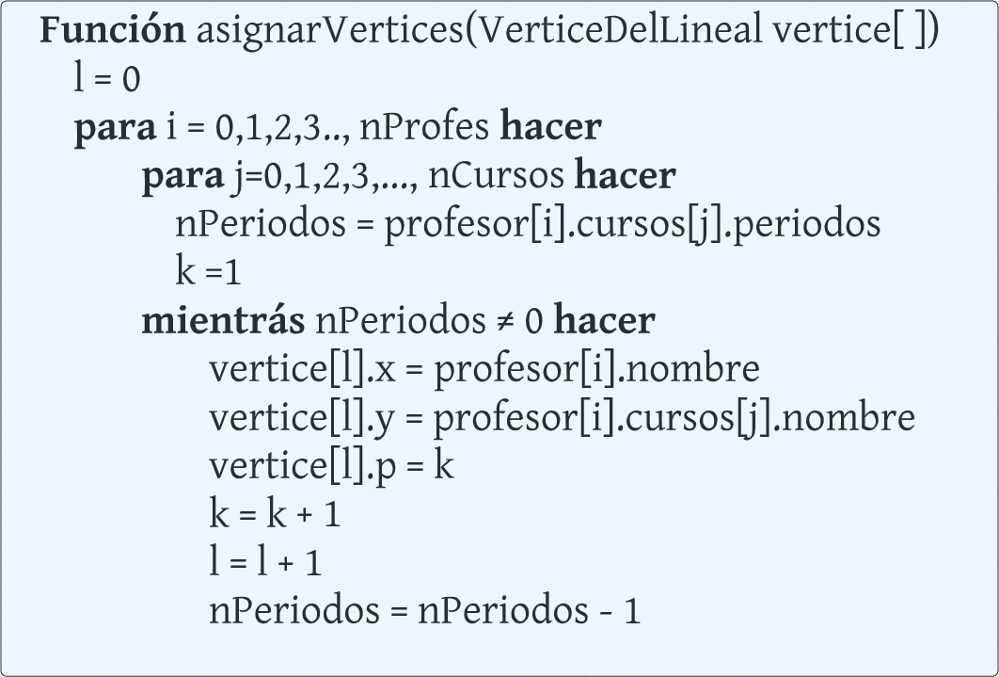 Función asignarVertices(VerticeDelLineal vertice[ ])
l = 0
para i = 0,1,2,3.., nProfes hacer
para j=0,1,2,3,..., nCursos hacer
nPeriodos = profesor[i].cursos[j].periodos
k =1
mientrás nPeriodos ≠ 0 hacer
vertice[l].x = profesor[i].nombre
vertice[l].y = profesor[i].cursos[j].nombre
vertice[l].p = k
k = k + 1
l = l + 1
nPeriodos = nPeriodos - 1